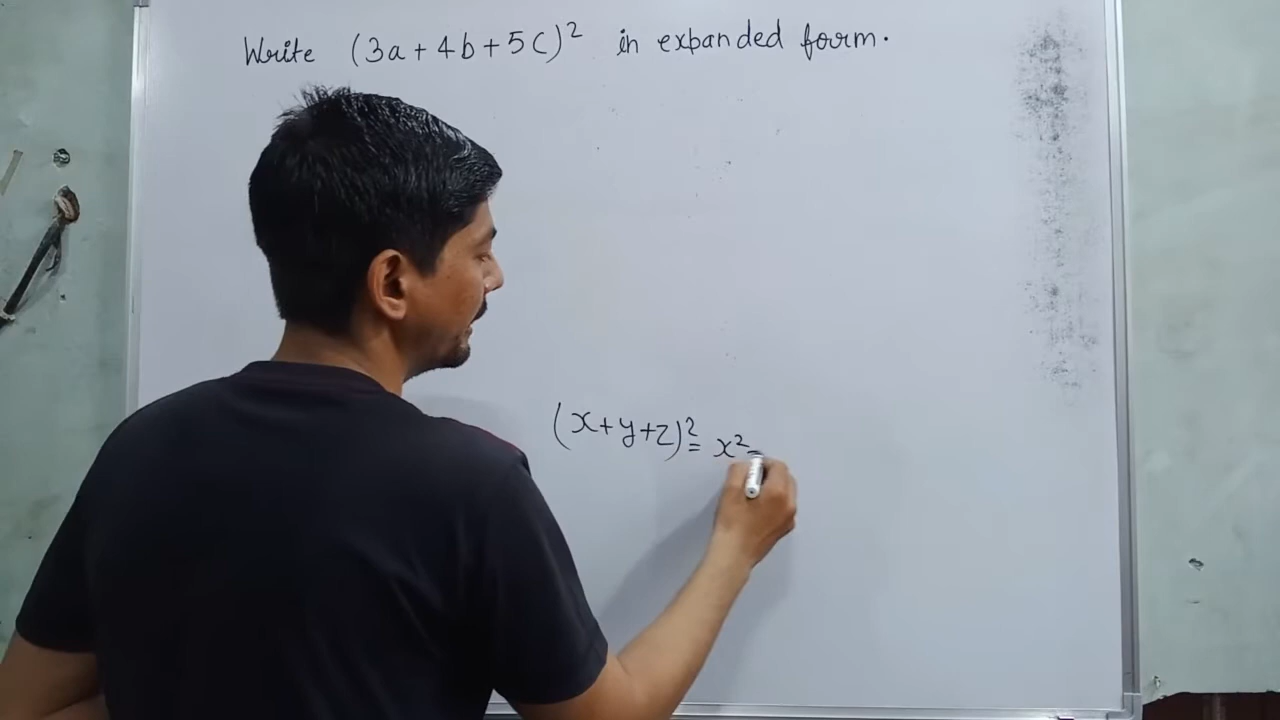 Write (3a+4b+5c)² in expanded form.
(x+y+z)² = x²